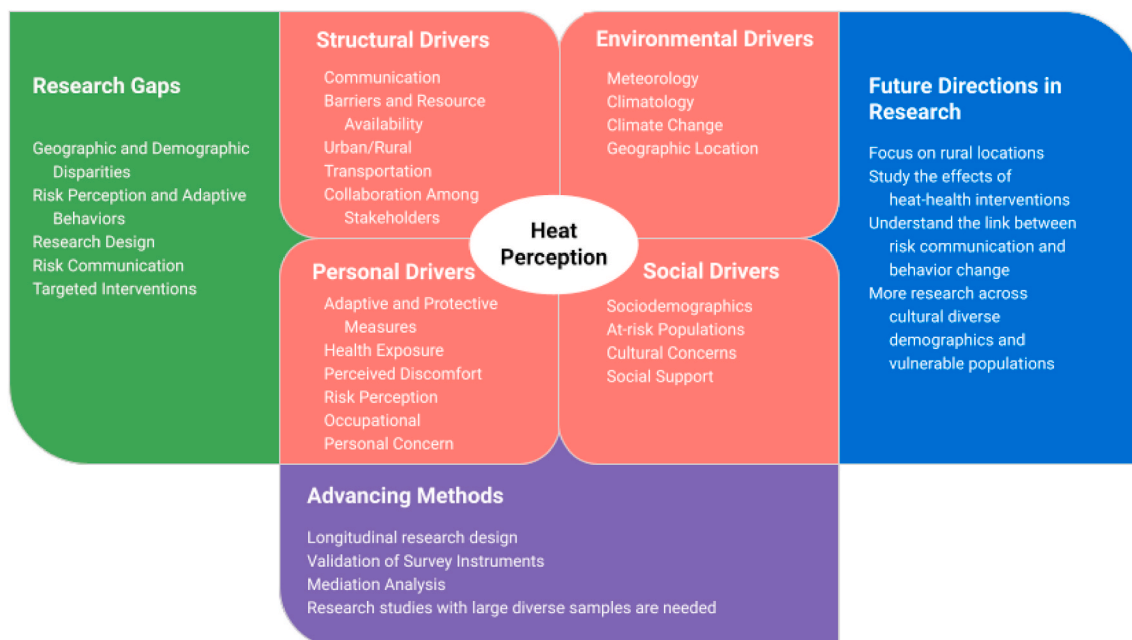 Research Gaps
Geographic and Demographic
Disparities
Risk Perception and Adaptive
Behaviors
Research Design
Risk Communication
Targeted Interventions
Structural Drivers
Communication
Barriers and Resource
Availability
Urban/Rural
Transportation
Collaboration Among
Stakeholders
Environmental Drivers
Meteorology
Climatology
Climate Change
Geographic Location
Heat
Perception
Personal Drivers
Adaptive and Protective
Measures
Health Exposure
Perceived Discomfort
Risk Perception
Occupational
Personal Concern
Social Drivers
Sociodemographics
At-risk Populations
Cultural Concerns
Social Support
Future Directions in
Research
Focus on rural locations
Study the effects of
heat-health interventions
Understand the link between
risk communication and
behavior change
More research across
cultural diverse
demographics and
vulnerable populations
Advancing Methods
Longitudinal research design
Validation of Survey Instruments
Mediation Analysis
Research studies with large diverse samples are needed